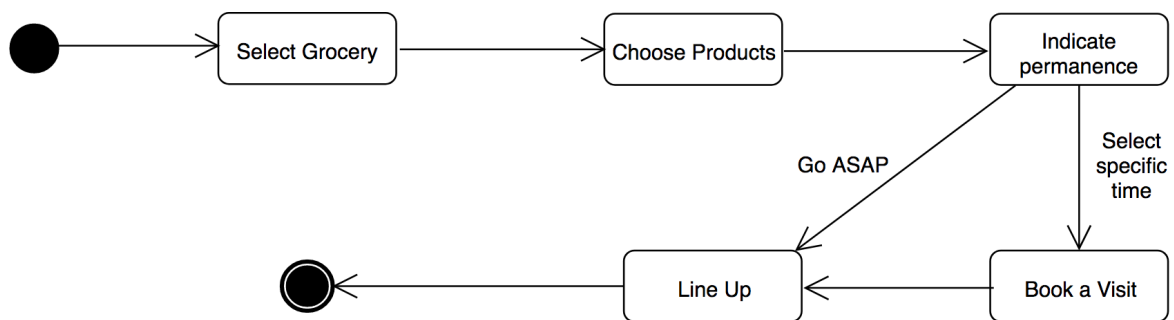 Select Grocery
Choose Products
Indicate
permanence
Go ASAP
Select
specific
time
Line Up
Book a Visit